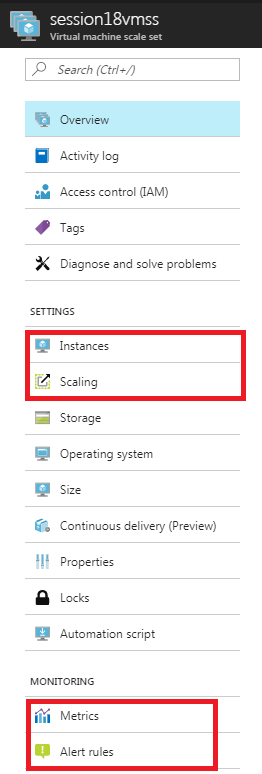 session18vmss
Virtual machine scale set
Search (Ctrl+/)
Overview
Activity log
Access control (IAM)
Tags
Diagnose and solve problems
SETTINGS
Instances
Scaling
Storage
Operating system
Size
Continuous delivery (Preview)
Properties
Locks
Automation script
MONITORING
Metrics
Alert rules